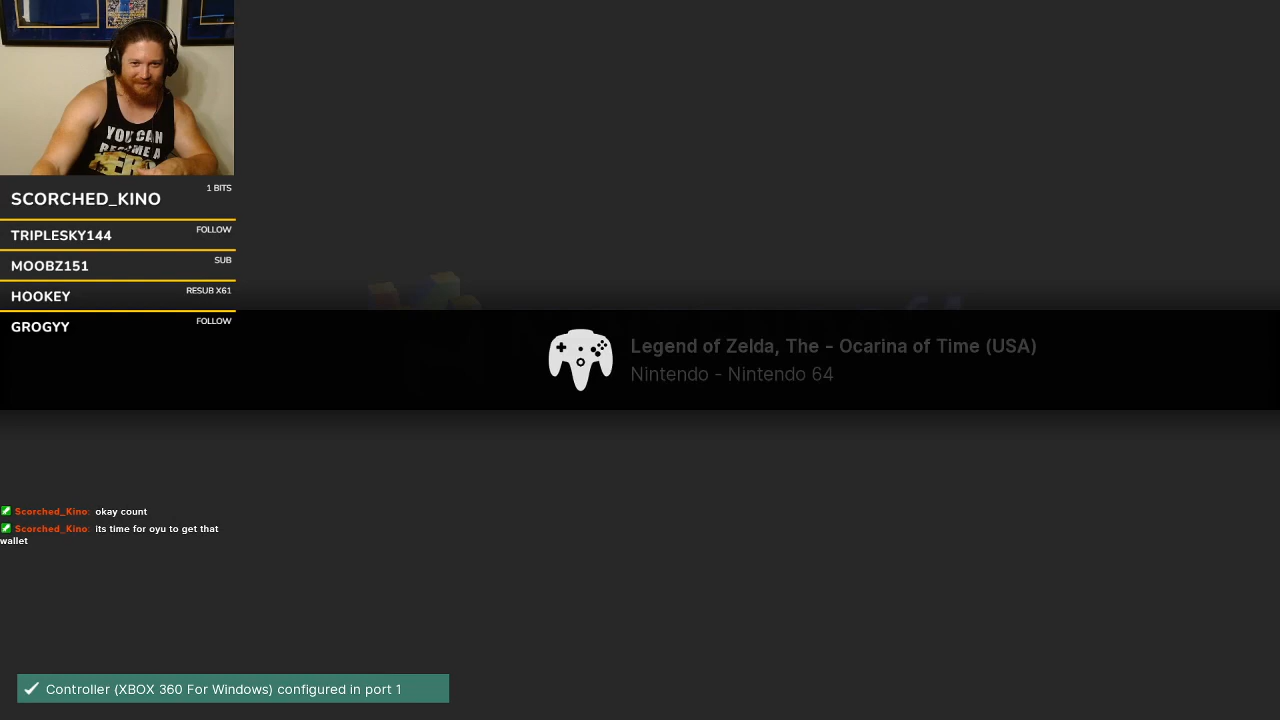 YOU CAN
SCORCHED_KINO
1 BITS
TRIPLESKY144
FOLLOW
MOOBZ151
SUB
HOOKEY
RESUB X61
GROGYY
FOLLOW
Legend of Zelda, The - Ocarina of Time (USA)
Nintendo - Nintendo 64
Scorched_Kino: okay count
Scorched_Kino: its time for oyu to get that
wallet
Controller (XBOX 360 For Windows) configured in port 1